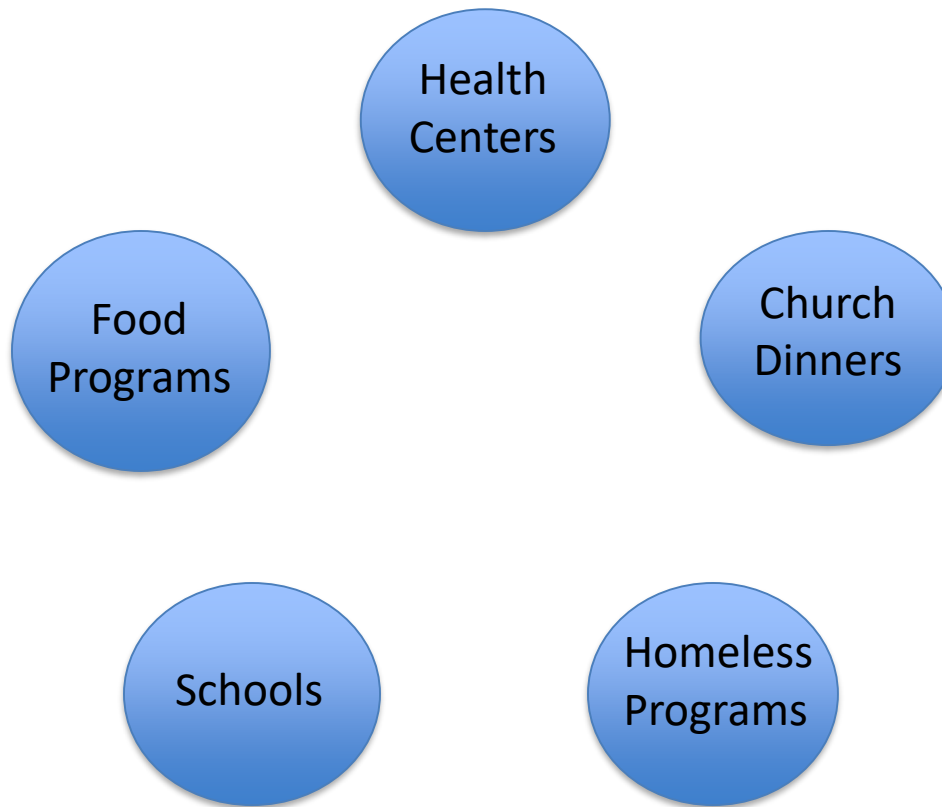 Health
Centers
Food
Programs
Church
Dinners
Schools
Homeless
Programs